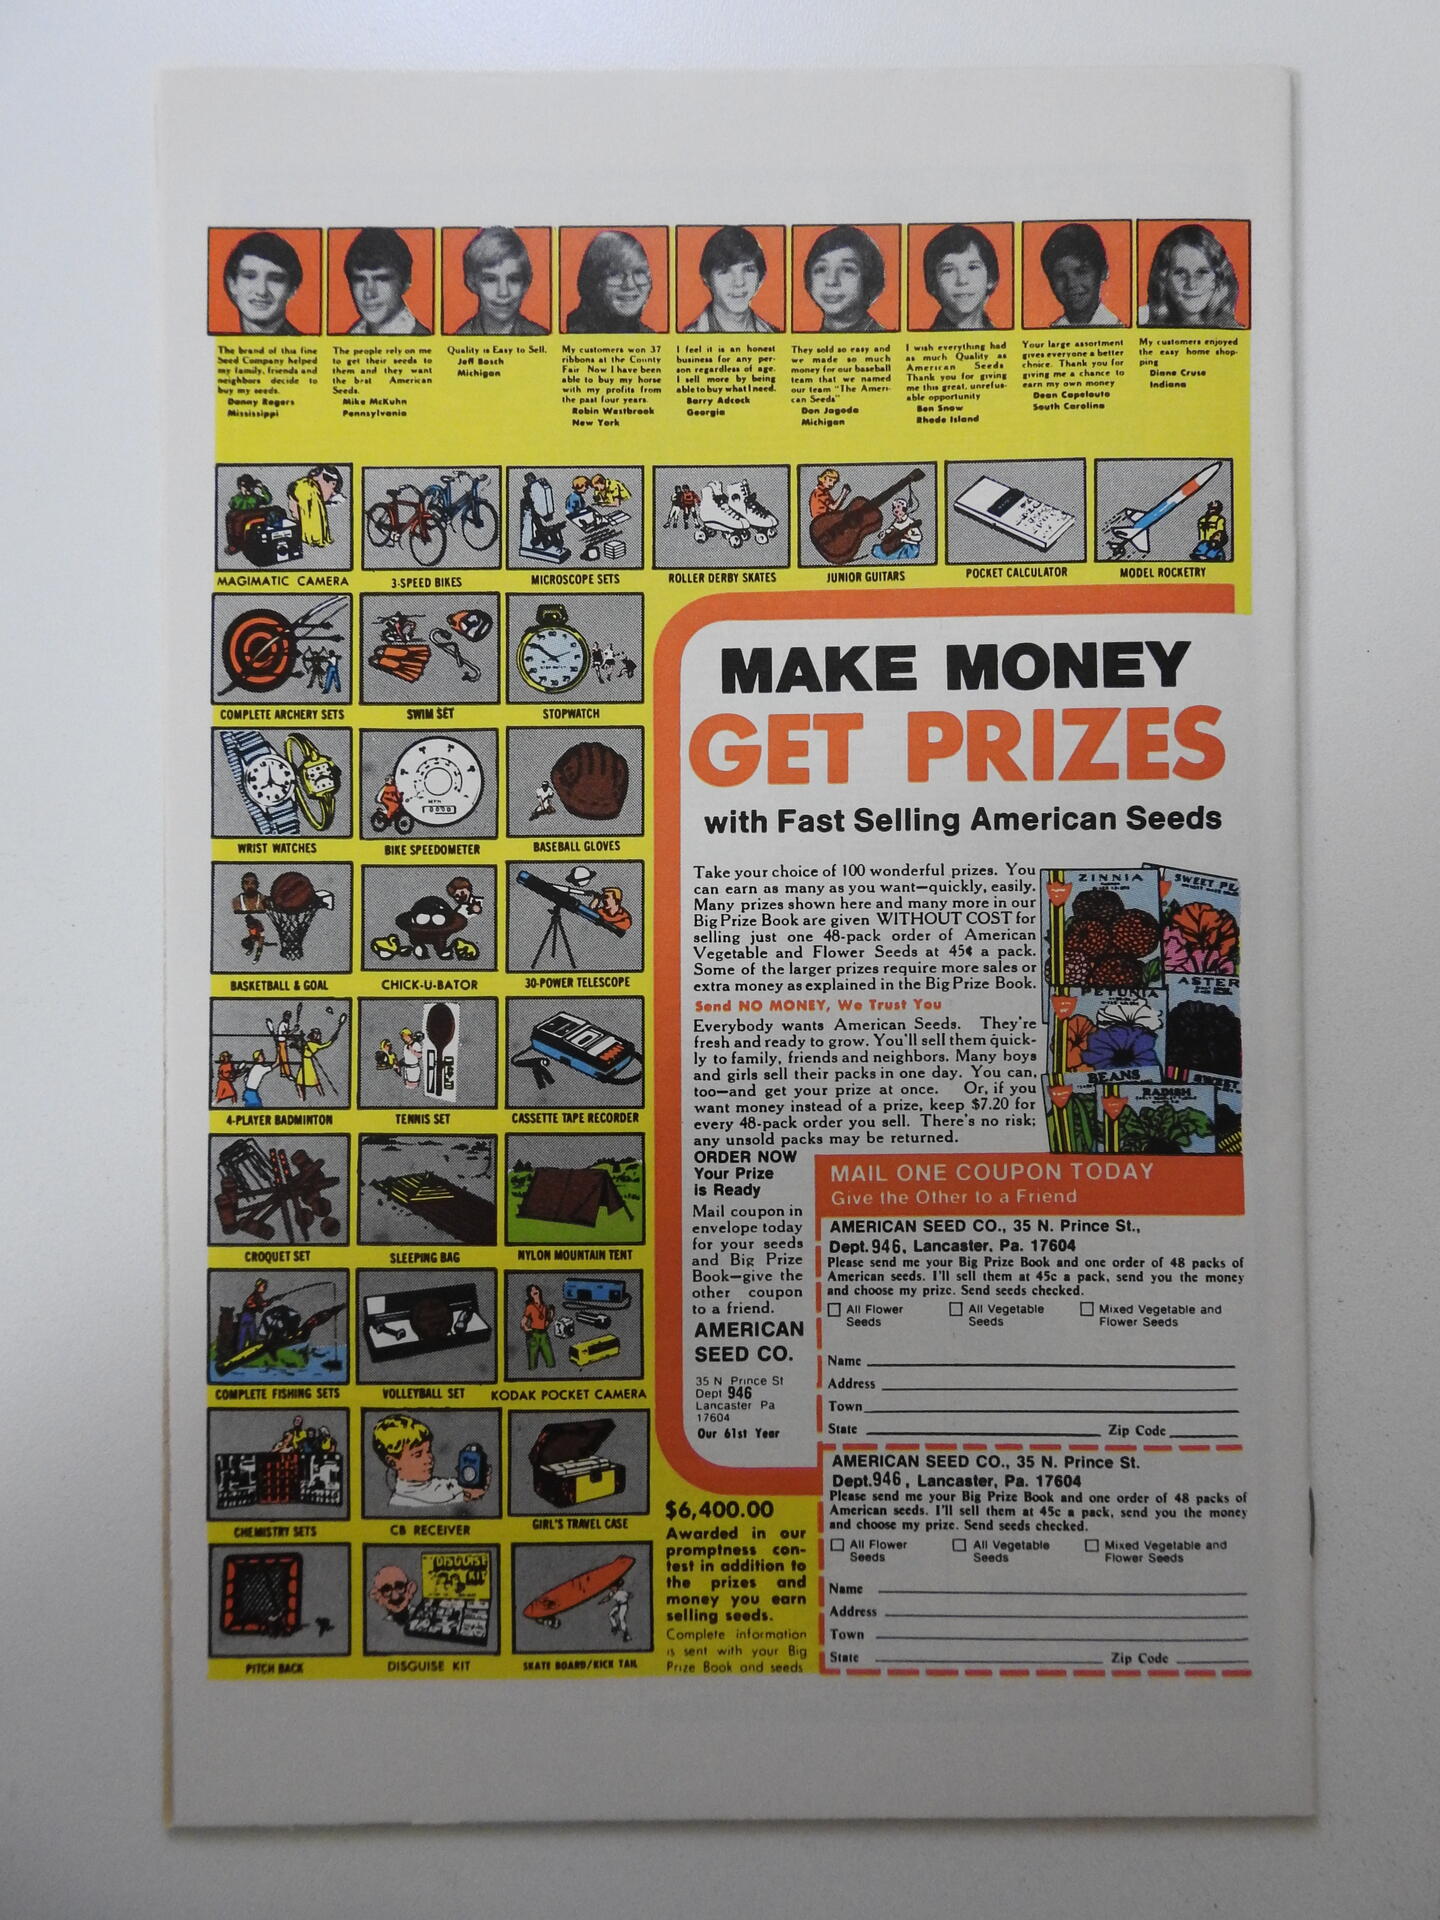 The brand of this fine
Seed Company helped
my family, friends and
neighbors decide to
buy my seeds.
Danny Rogers
Mississippi
The people rely on me
to get their seeds to
them and they want
the best American
Seeds.
Mike McKuhn
Pennsylvania
Quality is Easy to Sell.
Jeff Bosch
Michigan
My customers won 37
ribbons at the County
Fair Now I have been
able to buy my horse
with my profits from
the past four years.
Robin Westbrook
New York
I feel it is an honest
business for any per-
son regardless of age.
I sell more by being
able to buy what I need.
Barry Adcock
Georgia
They sold so easy and
we made so much
money for our baseball
team that we named
our team "The Ameri-
can Seeds"
Don Jagoda
Michigan
I wish everything had
as much Quality as
American Seeds
Thank you for giving
me this great, unrefus-
able opportunity
Ben Snow
Rhode Island
Your large assortment
gives everyone a better
choice. Thank you for
giving me a chance to
earn my own money
Dean Capelouto
South Carolina
My customers enjoyed
the easy home shop-
ping
Diane Cruse
Indiana
MAGIMATIC CAMERA
3-SPEED BIKES
MICROSCOPE SETS
ROLLER DERBY SKATES
JUNIOR GUITARS
POCKET CALCULATOR
MODEL ROCKETRY
COMPLETE ARCHERY SETS
SWIM SET
STOPWATCH
WRIST WATCHES
BIKE SPEEDOMETER
BASEBALL GLOVES
BASKETBALL & GOAL
CHICK-U-BATOR
30-POWER TELESCOPE
4-PLAYER BADMINTON
TENNIS SET
CASSETTE TAPE RECORDER
CROQUET SET
SLEEPING BAG
NYLON MOUNTAIN TENT
COMPLETE FISHING SETS
VOLLEYBALL SET
KODAK POCKET CAMERA
CHEMISTRY SETS
CB RECEIVER
GIRL'S TRAVEL CASE
PITCH BACK
DISGUISE KIT
DISGUISE KIT
SKATE BOARD/KICK TAIL
MAKE MONEY
GET PRIZES
with Fast Selling American Seeds
Take your choice of 100 wonderful prizes. You
can earn as many as you want—quickly, easily.
Many prizes shown here and many more in our
Big Prize Book are given WITHOUT COST for
selling just one 48-pack order of American
Vegetable and Flower Seeds at 45¢ a pack.
Some of the larger prizes require more sales or
extra money as explained in the Big Prize Book.
Send NO MONEY, We Trust You
Everybody wants American Seeds. They're
fresh and ready to grow. You'll sell them quick-
ly to family, friends and neighbors. Many boys
and girls sell their packs in one day. You can,
too—and get your prize at once. Or, if you
want money instead of a prize, keep $7.20 for
every 48-pack order you sell. There's no risk;
any unsold packs may be returned.
ZINNIA
SWEET PE
ASTER
PETUNIA
BEANS
RADISH
SWEET
ORDER NOW
Your Prize
is Ready
Mail coupon in
envelope today
for your seeds
and Big Prize
Book—give the
other coupon
to a friend.
AMERICAN
SEED CO.
35 N Prince St
Dept 946
Lancaster Pa
17604
Our 61st Year
$6,400.00
Awarded in our
promptness con-
test in addition to
the prizes and
money you earn
selling seeds.
Complete information
is sent with your Big
Prize Book and seeds
MAIL ONE COUPON TODAY
Give the Other to a Friend
AMERICAN SEED CO., 35 N. Prince St.,
Dept. 946, Lancaster, Pa. 17604
Please send me your Big Prize Book and one order of 48 packs of
American seeds. I'll sell them at 45c a pack, send you the money
and choose my prize. Send seeds checked.
All Flower Seeds
All Vegetable Seeds
Mixed Vegetable and Flower Seeds
Name
Address
Town
State Zip Code
AMERICAN SEED CO., 35 N. Prince St.
Dept. 946, Lancaster, Pa. 17604
Please send me your Big Prize Book and one order of 48 packs of
American seeds. I'll sell them at 45c a pack, send you the money
and choose my prize. Send seeds checked.
All Flower Seeds
All Vegetable Seeds
Mixed Vegetable and Flower Seeds
Name
Address
Town
State Zip Code